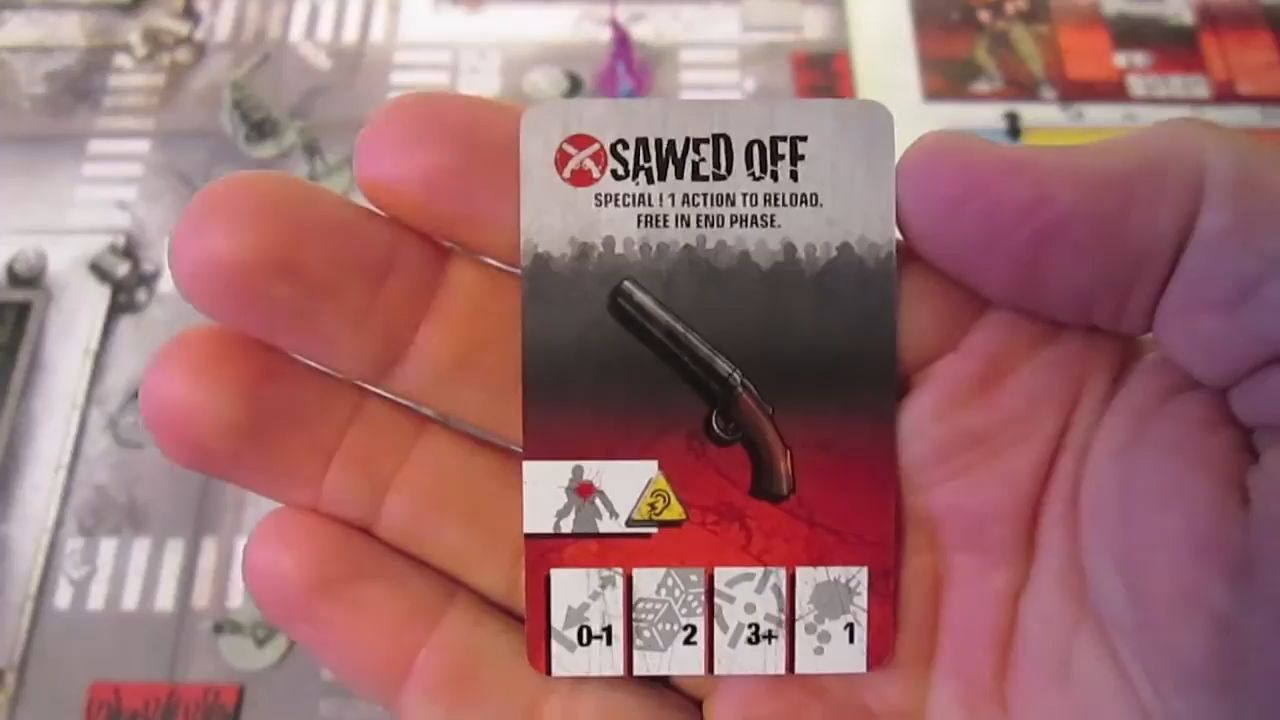 SAWED OFF
SPECIAL ! 1 ACTION TO RELOAD.
FREE IN END PHASE.
0-1 2 3+ 1